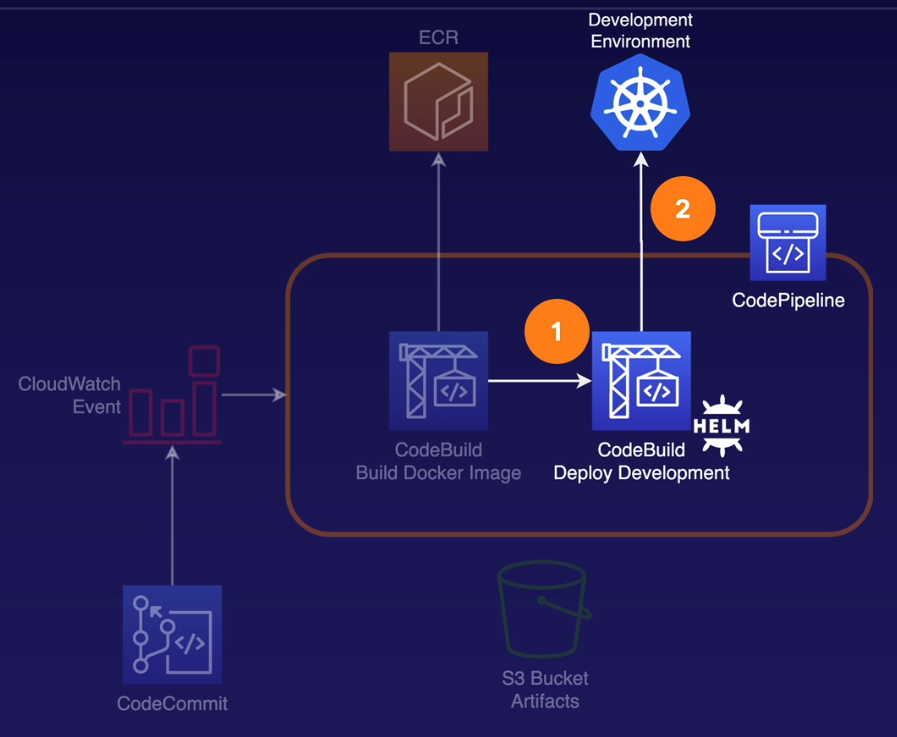 Development
Environment
ECR
2
</>
CodePipeline
1
CloudWatch
Event
</>
</>
HELM
CodeBuild
Build Docker Image
CodeBuild
Deploy Development
</>
S3 Bucket
Artifacts
CodeCommit